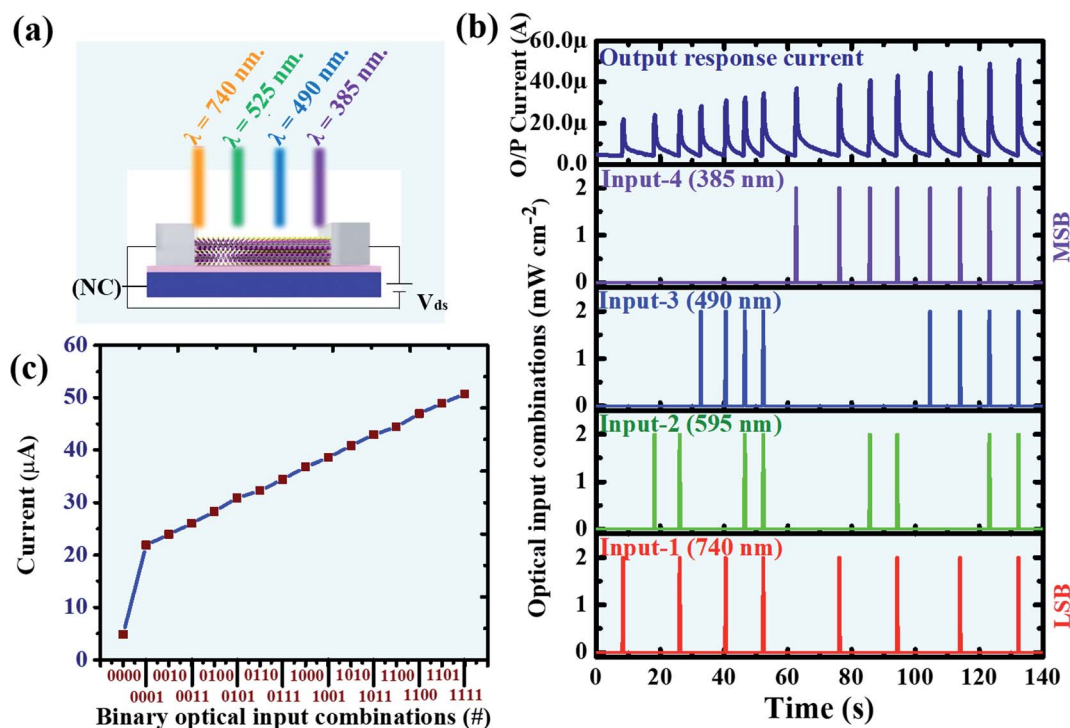 (a)
λ = 740 nm.
λ = 525 nm.
λ = 490 nm.
λ = 385 nm.
(NC)
Vds
(b)
O/P Current (A)
60.0μ
40.0μ
20.0μ
0.0
Output response current
Optical input combinations (mW cm-2)
Input-4 (385 nm)
2
1
0
MSB
Input-3 (490 nm)
2
1
0
Input-2 (595 nm)
2
1
0
Input-1 (740 nm)
2
1
0
LSB
0 20 40 60 80 100 120 140
Time (s)
(c)
Current (μA)
60
50
40
30
20
10
0
0000 0010 0100 0110 1000 1010 1100 1101
0001 0011 0101 0111 1001 1011 1100 1111
Binary optical input combinations (#)